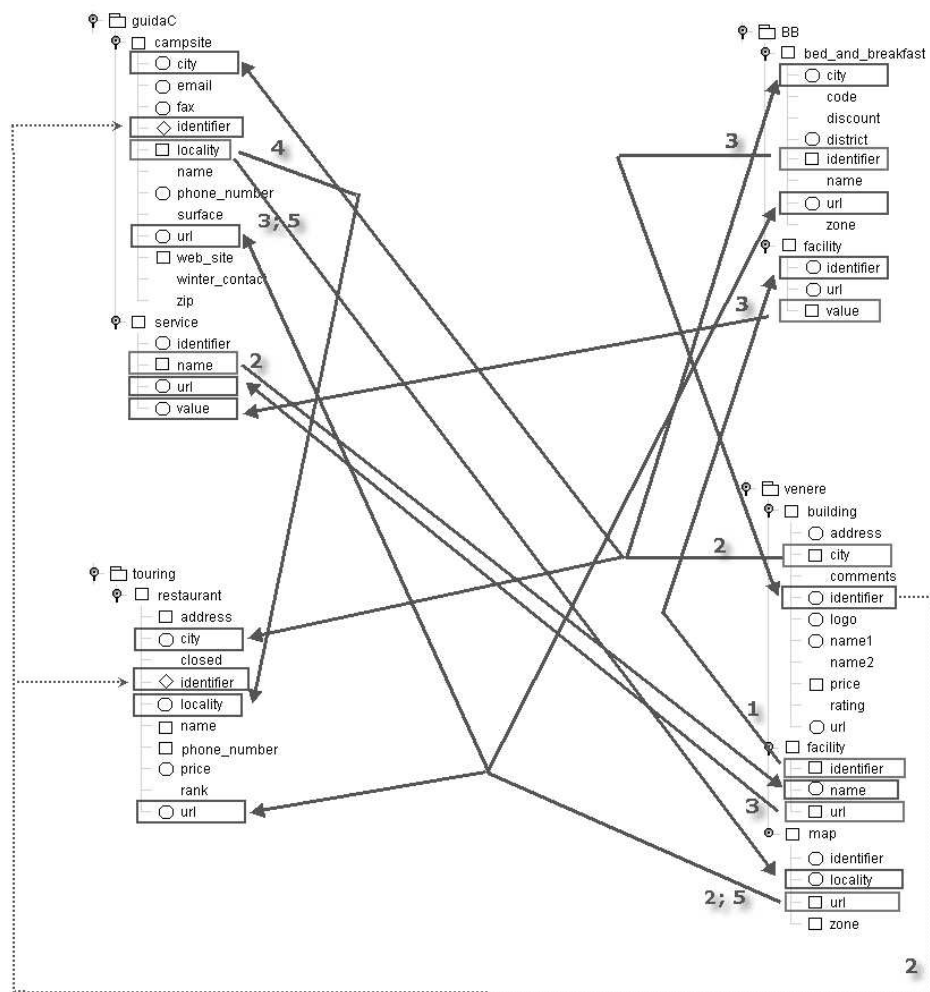 guidaC
campsite
city
email
fax
identifier
locality
name
phone_number
surface
url
web_site
winter_contact
zip
service
identifier
name
url
value
4
3; 5
2
BB
bed_and_breakfast
city
code
discount
district
identifier
name
url
zone
facility
identifier
url
value
3
3
touring
restaurant
address
city
closed
identifier
locality
name
phone_number
price
rank
url
venere
building
address
city
comments
identifier
logo
name1
name2
price
rating
url
facility
identifier
name
url
map
identifier
locality
url
zone
2
1
3
2; 5
2